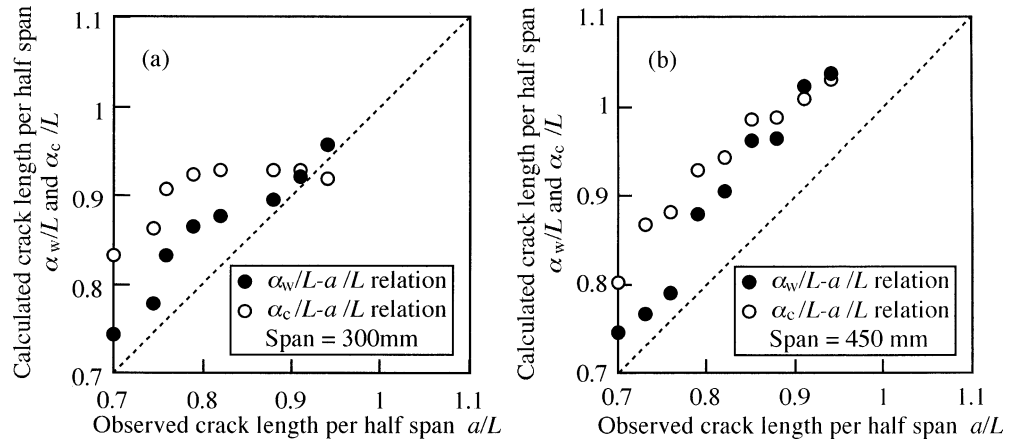 Calculated crack length per half span
αw/L and αc/L
1.1
1
0.9
0.8
0.7
(a)
● αw/L-a/L relation
○ αc/L-a/L relation
Span = 300mm
0.7 0.8 0.9 1 1.1
Observed crack length per half span a/L
Calculated crack length per half span
αw/L and αc/L
1.1
1
0.9
0.8
0.7
(b)
● αw/L-a/L relation
○ αc/L-a/L relation
Span = 450 mm
0.7 0.8 0.9 1 1.1
Observed crack length per half span a/L